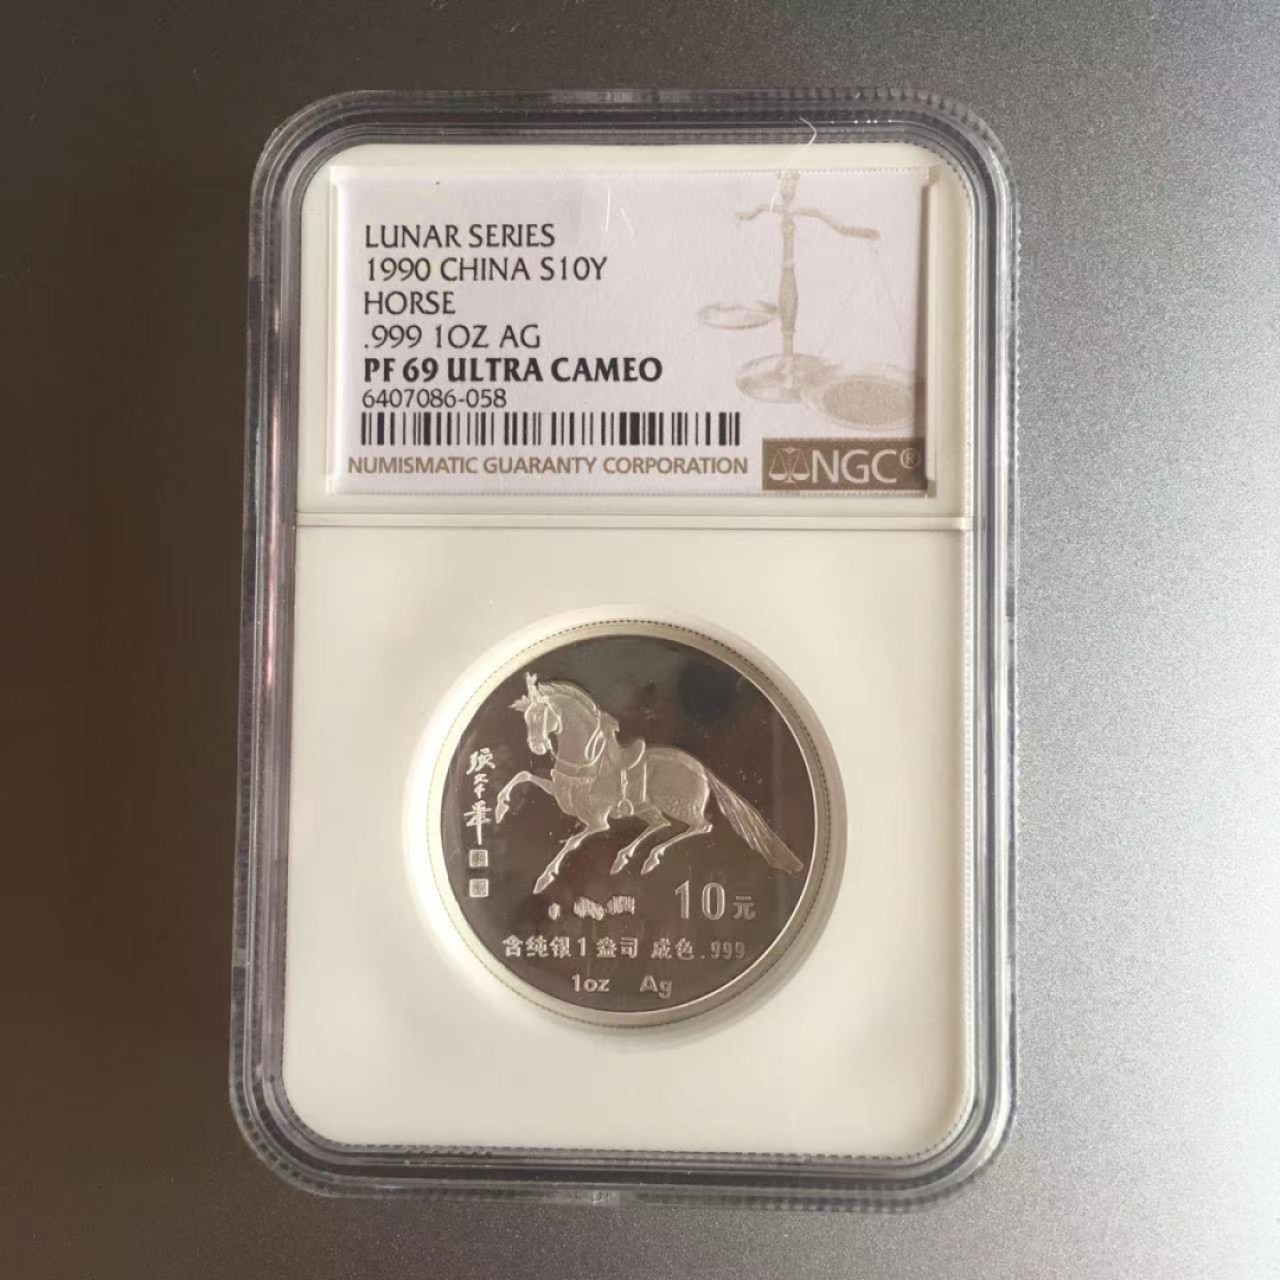 LUNAR SERIES
1990 CHINA S10Y
HORSE
.999 1OZ AG
PF 69 ULTRA CAMEO
6407086-058
NUMISMATIC GUARANTY CORPORATION
NGC®
10元
含纯银1盎司 成色.999
1oz Ag